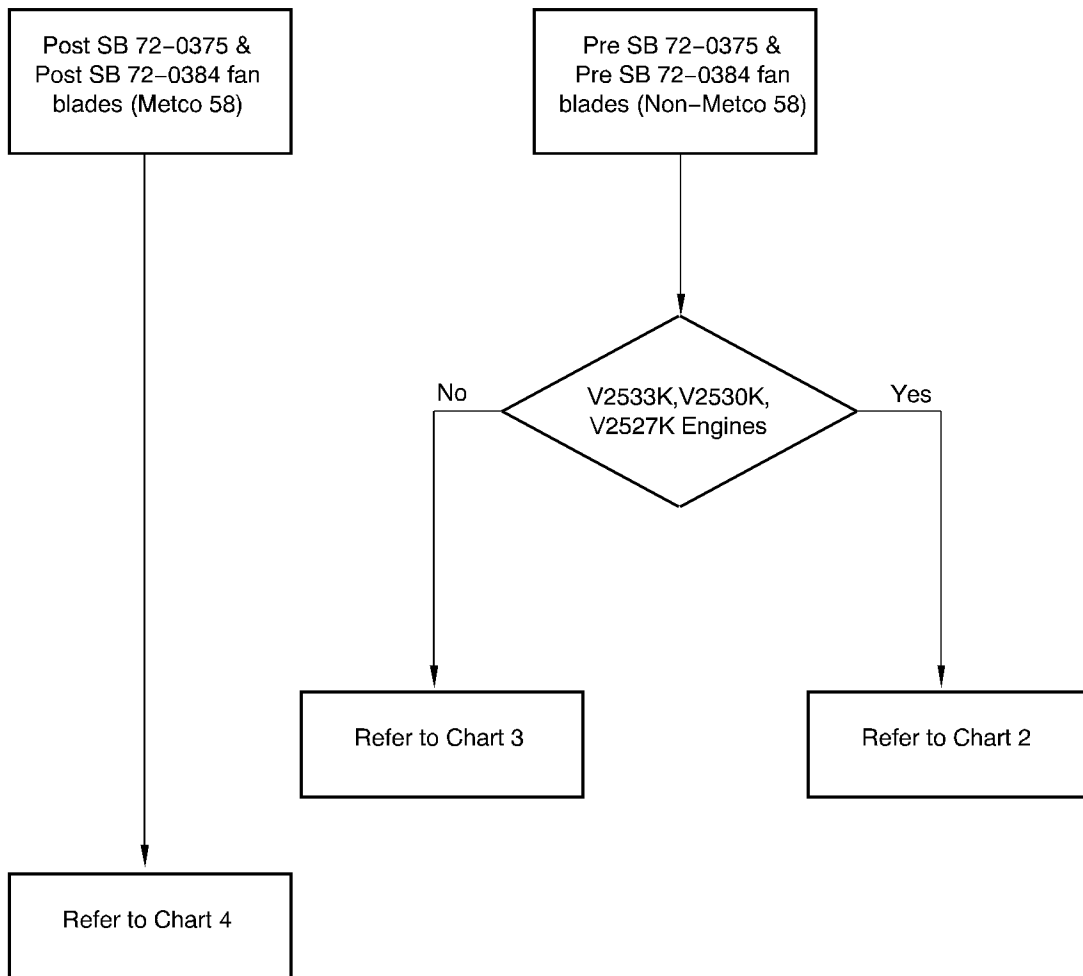 Post SB 72−0375 &
Post SB 72−0384 fan
blades (Metco 58)
Pre SB 72−0375 &
Pre SB 72−0384 fan
blades (Non−Metco 58)
No
V2533K,V2530K,
V2527K Engines
Yes
Refer to Chart 3
Refer to Chart 2
Refer to Chart 4